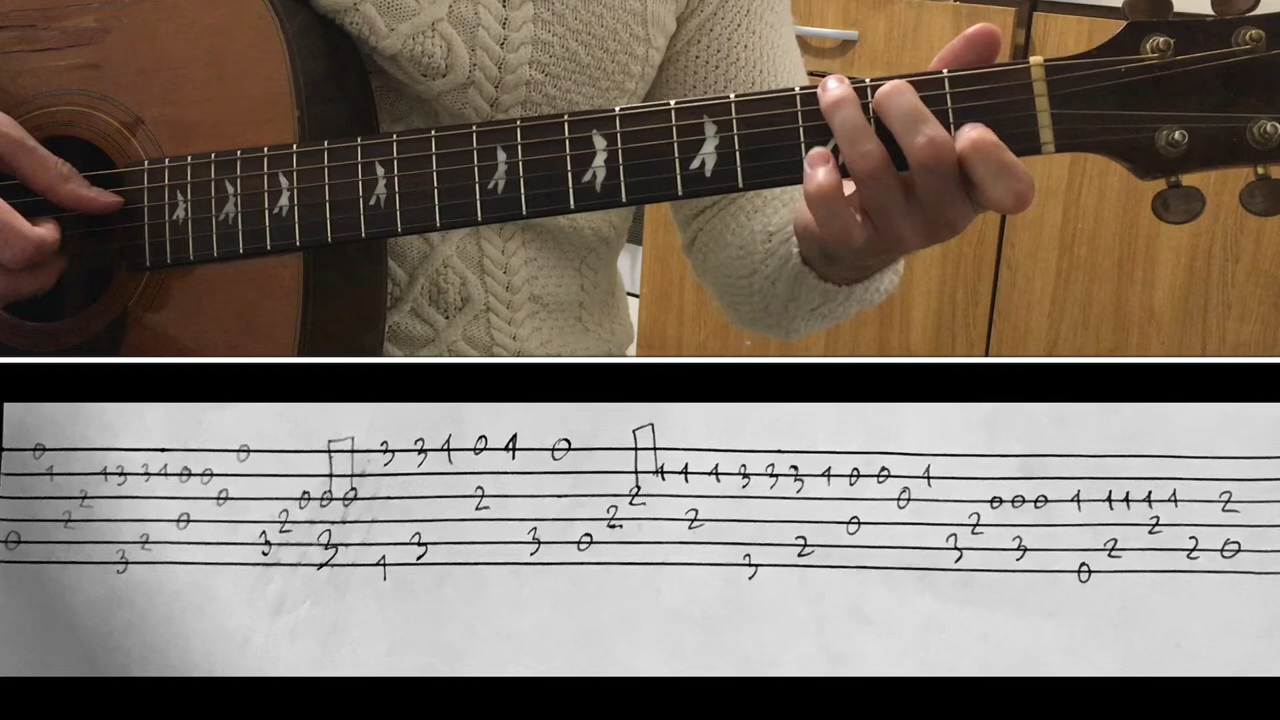 0 0 3 3 1 0 1 0
1 1 3 3 1 0 0 1 1 1 3 3 3 1 0 0 1
2 0 0 0 0 2 2 0 0 0 0 1 1 1 1 1 2
2 0 2 2 2 0 2 2
0 2 3 3 3 3 0 2 3 3 2 2 0
3 1 3 0